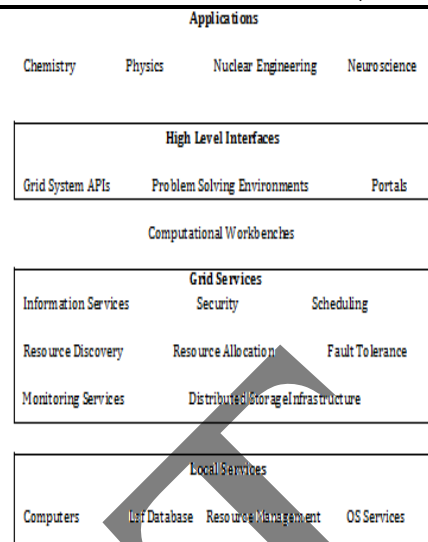 Applications
Chemistry Physics Nuclear Engineering Neuroscience
High Level Interfaces
Grid System APIs Problem Solving Environments Portals
Computational Workbenches
Grid Services
Information Services Security Scheduling
Resource Discovery Resource Allocation Fault Tolerance
Monitoring Services Distributed StorageInfrastructure
Local Services
Computers Lsf Database Resource Management OS Services